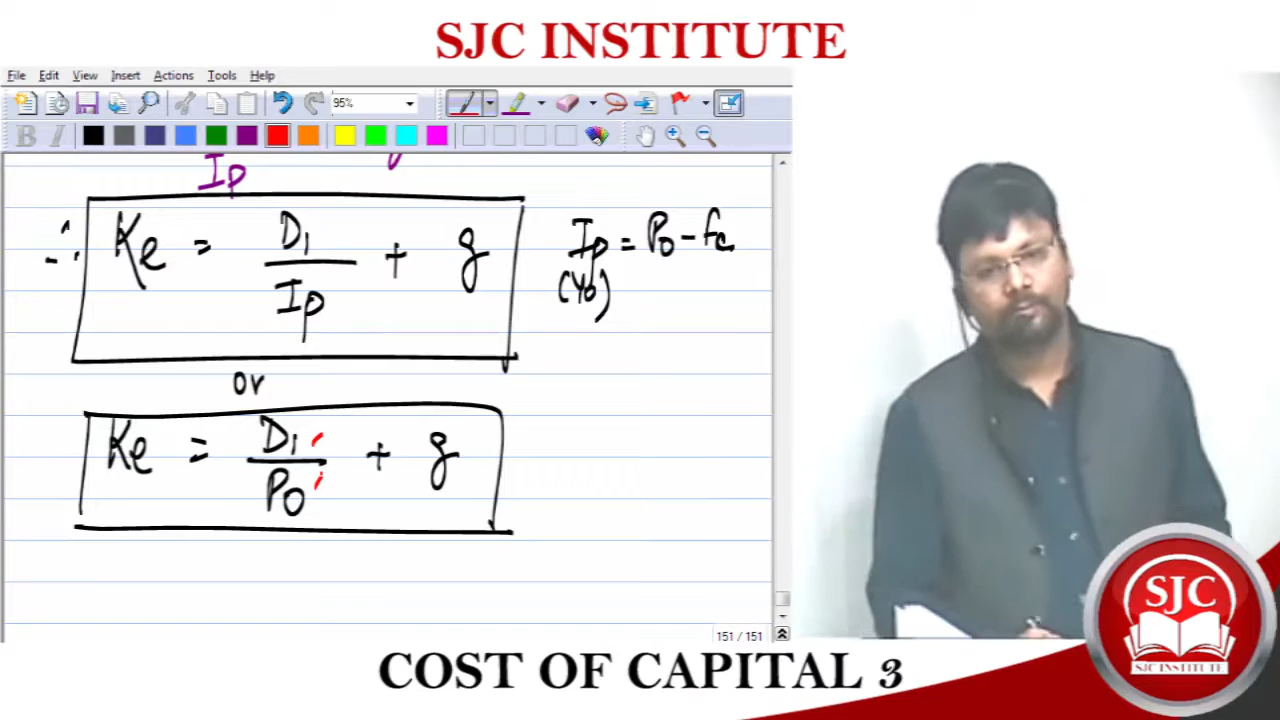 SJC INSTITUTE
File Edit View Insert Actions Tools Help
95%
B I
Ip g
∴ Ke = D1 / Ip + g
Ip = P0 - fc
(Y0)
or
Ke = D1 / P0 + g
151 / 151
SJC
SJC INSTITUTE
COST OF CAPITAL 3